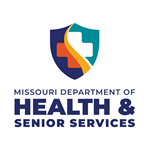 MISSOURI DEPARTMENT OF
HEALTH &
SENIOR SERVICES